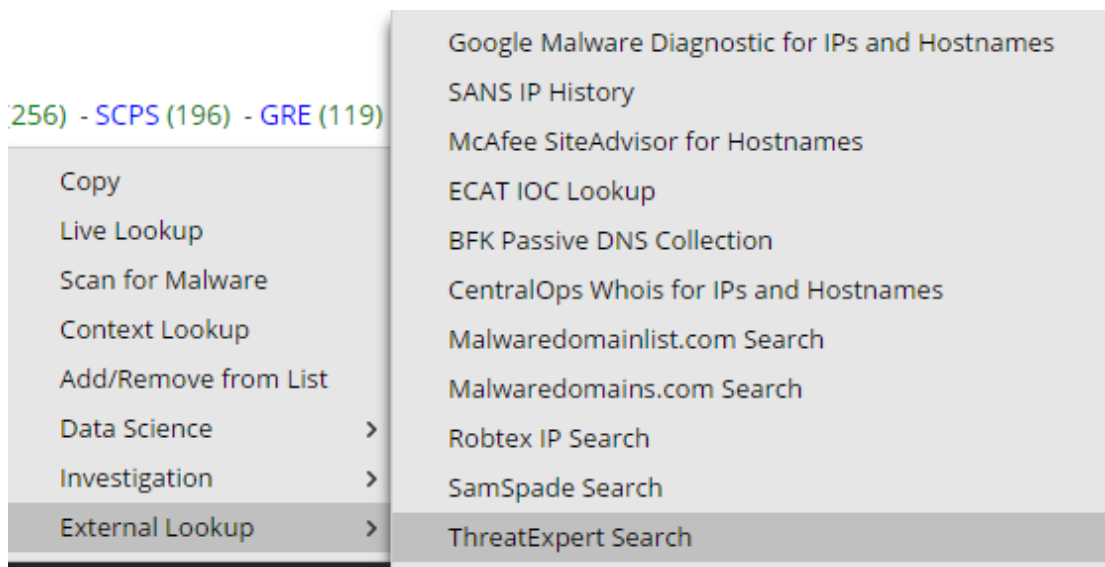 (256) - SCPS (196) - GRE (119)
Copy
Live Lookup
Scan for Malware
Context Lookup
Add/Remove from List
Data Science
Investigation
External Lookup
Google Malware Diagnostic for IPs and Hostnames
SANS IP History
McAfee SiteAdvisor for Hostnames
ECAT IOC Lookup
BFK Passive DNS Collection
CentralOps Whois for IPs and Hostnames
Malwaredomainlist.com Search
Malwaredomains.com Search
Robtex IP Search
SamSpade Search
ThreatExpert Search